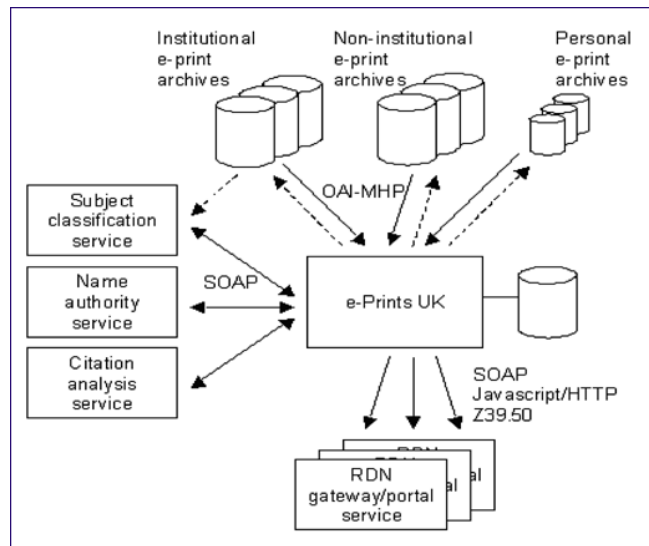 Institutional
e-print
archives
Non-institutional
e-print
archives
Personal
e-print
archives
OAI-MHP
Subject
classification
service
Name
authority
service
Citation
analysis
service
SOAP
e-Prints UK
SOAP
Javascript/HTTP
Z39.50
RDN
gateway/portal
service